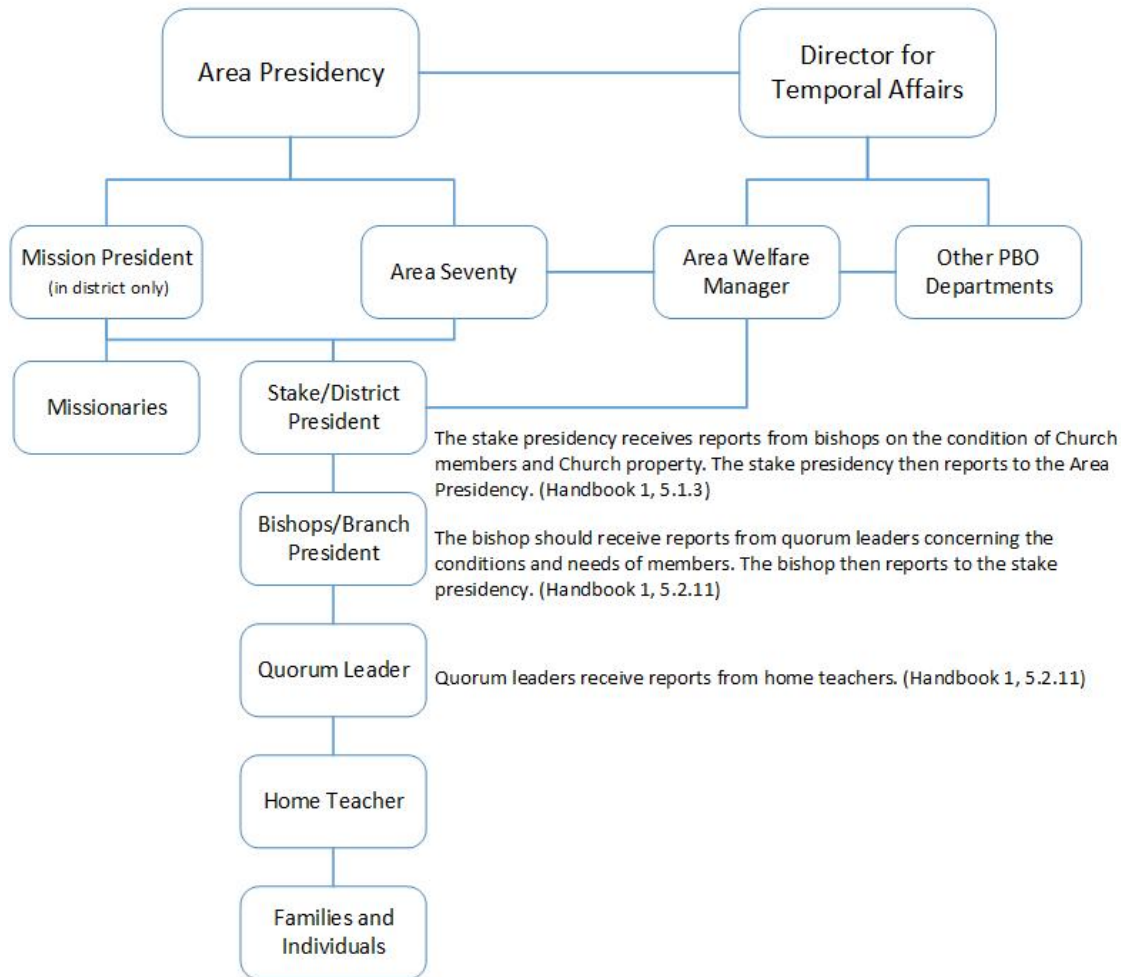 Area Presidency
Director for
Temporal Affairs
Mission President
(in district only)
Area Seventy
Area Welfare
Manager
Other PBO
Departments
Missionaries
Stake/District
President
The stake presidency receives reports from bishops on the condition of Church
members and Church property. The stake presidency then reports to the Area
Presidency. (Handbook 1, 5.1.3)
Bishops/Branch
President
The bishop should receive reports from quorum leaders concerning the
conditions and needs of members. The bishop then reports to the stake
presidency. (Handbook 1, 5.2.11)
Quorum Leader
Quorum leaders receive reports from home teachers. (Handbook 1, 5.2.11)
Home Teacher
Families and
Individuals